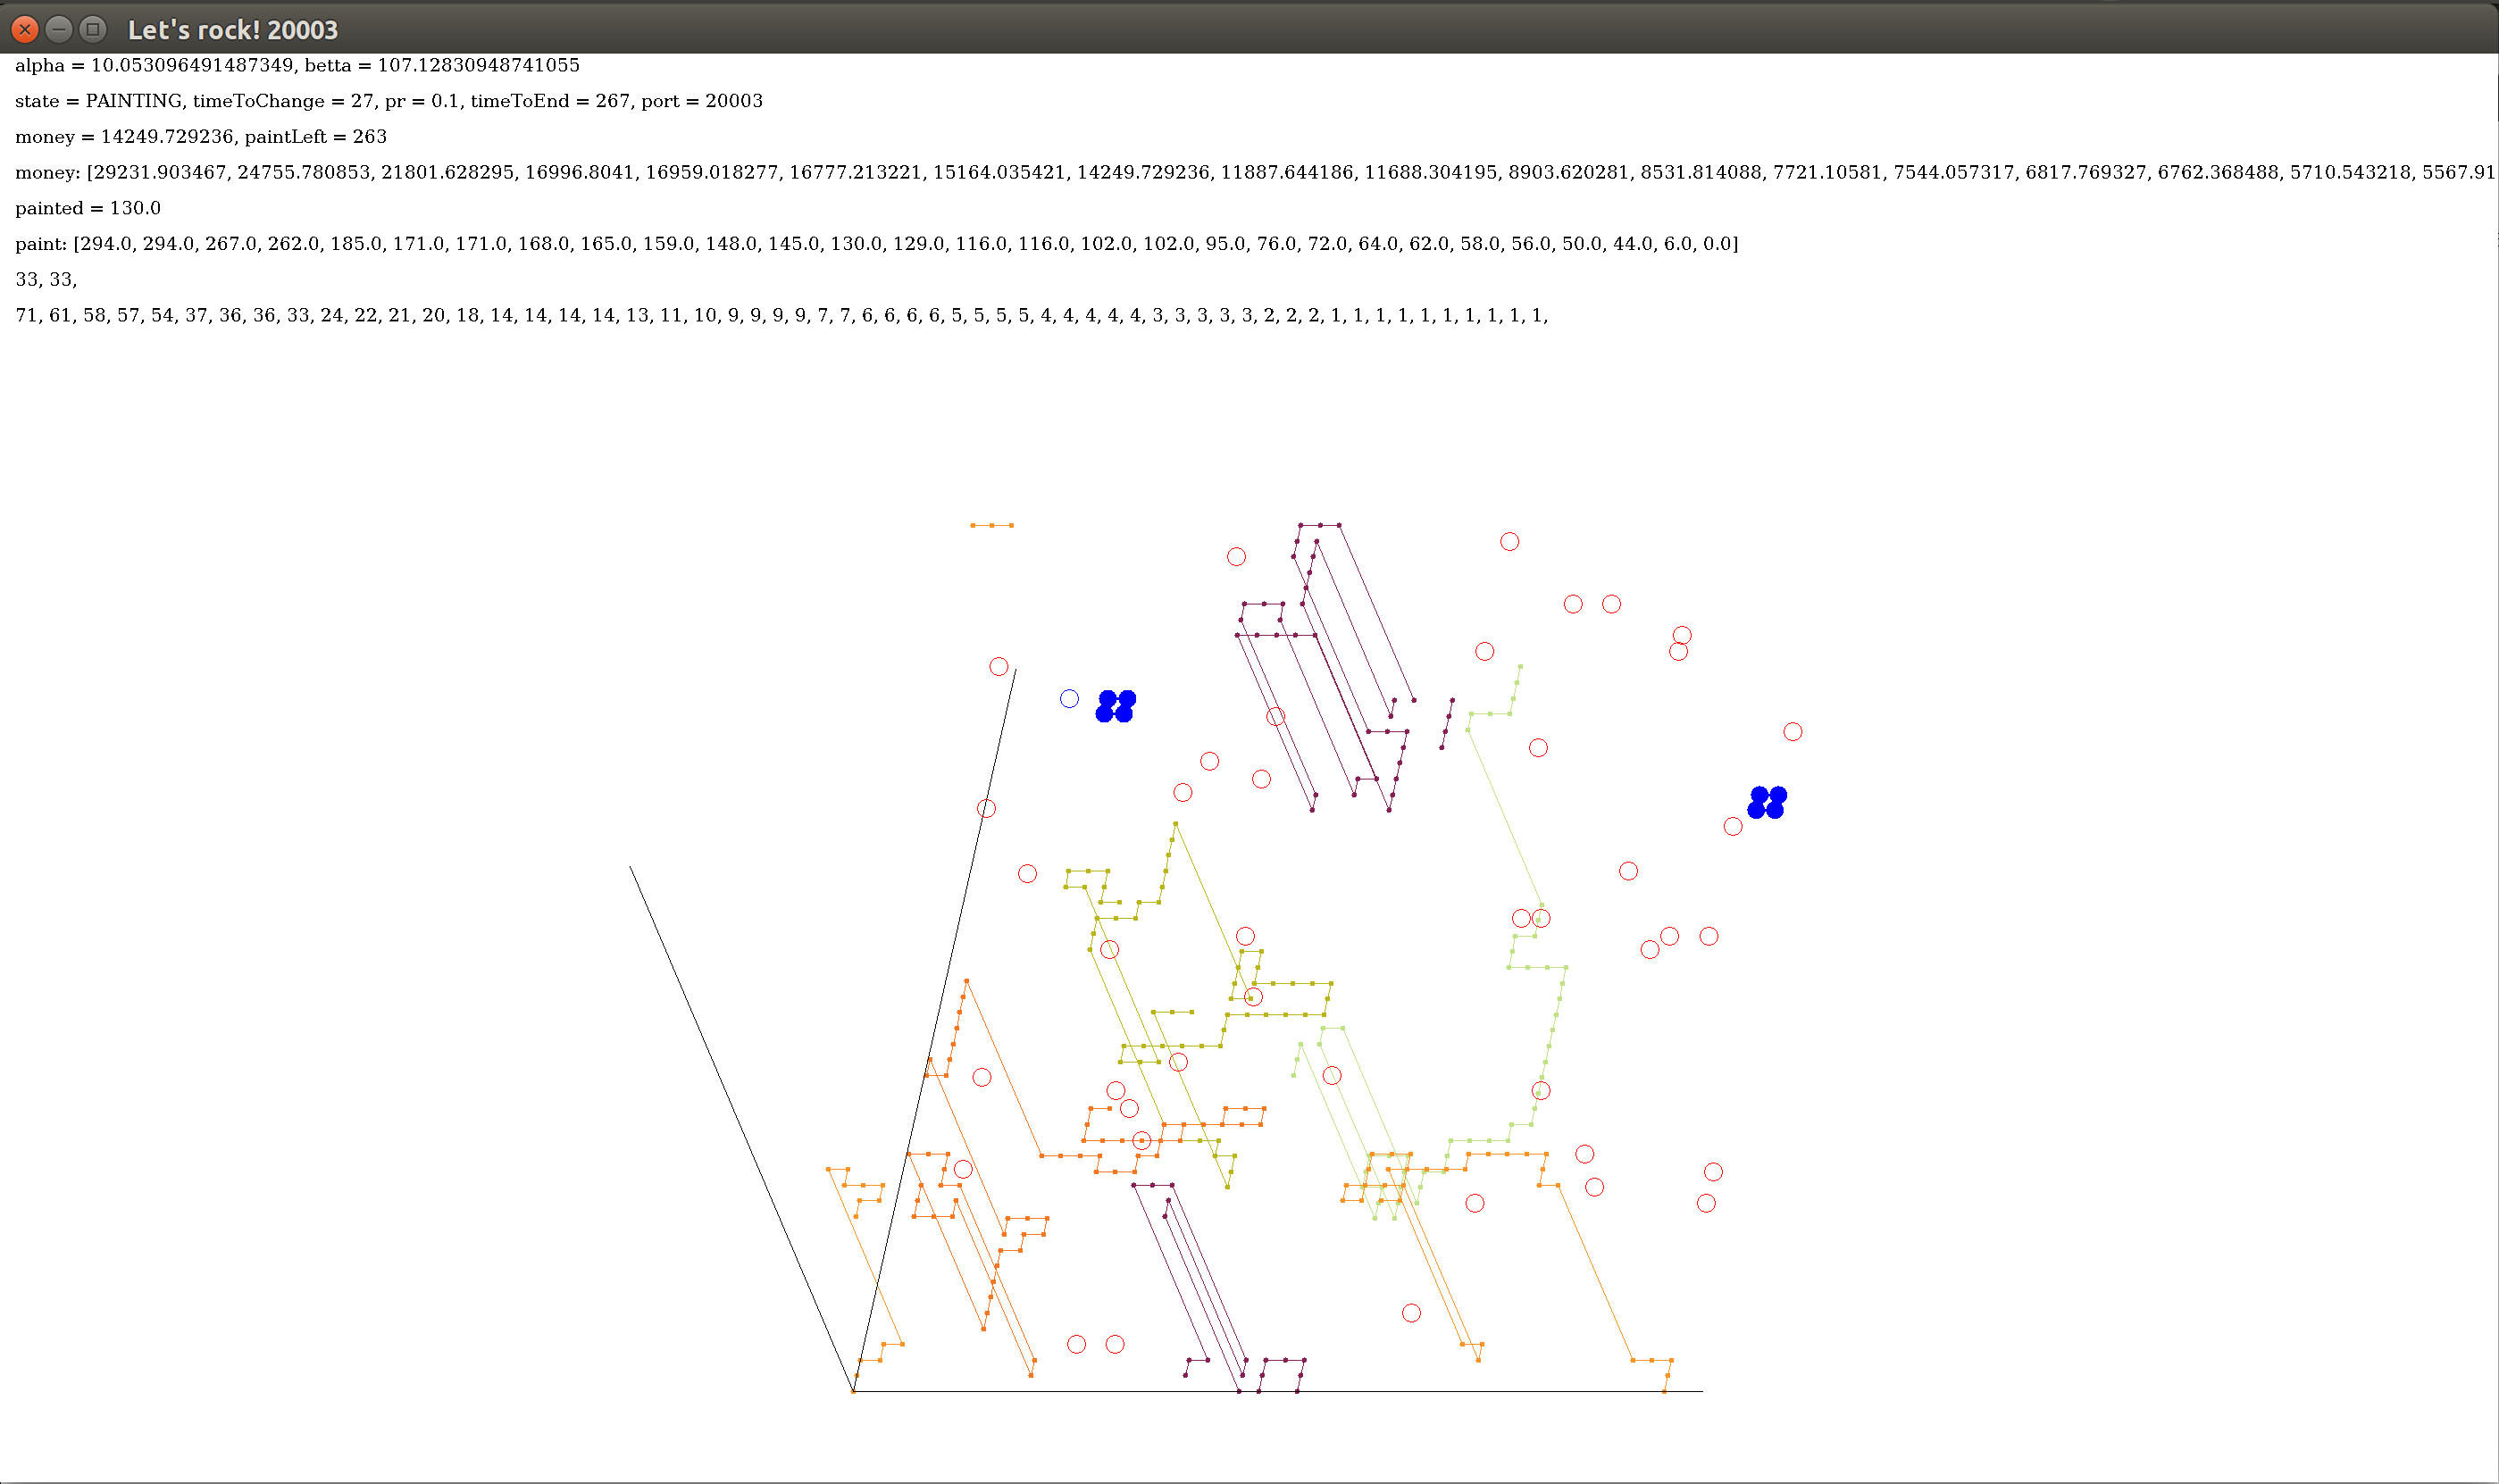 Let's rock! 20003
alpha = 10.053096491487349, betta = 107.12830948741055
state = PAINTING, timeToChange = 27, pr = 0.1, timeToEnd = 267, port = 20003
money = 14249.729236, paintLeft = 263
money: [29231.903467, 24755.780853, 21801.628295, 16996.8041, 16959.018277, 16777.213221, 15164.035421, 14249.729236, 11887.644186, 11688.304195, 8903.620281, 8531.814088, 7721.10581, 7544.057317, 6817.769327, 6762.368488, 5710.543218, 5567.91
painted = 130.0
paint: [294.0, 294.0, 267.0, 262.0, 185.0, 171.0, 171.0, 168.0, 165.0, 159.0, 148.0, 145.0, 130.0, 129.0, 116.0, 116.0, 102.0, 102.0, 95.0, 76.0, 72.0, 64.0, 62.0, 58.0, 56.0, 50.0, 44.0, 6.0, 0.0]
33, 33,
71, 61, 58, 57, 54, 37, 36, 36, 33, 24, 22, 21, 20, 18, 14, 14, 14, 14, 13, 11, 10, 9, 9, 9, 9, 7, 7, 6, 6, 6, 6, 5, 5, 5, 5, 4, 4, 4, 4, 4, 3, 3, 3, 3, 3, 2, 2, 2, 1, 1, 1, 1, 1, 1, 1, 1, 1, 1,